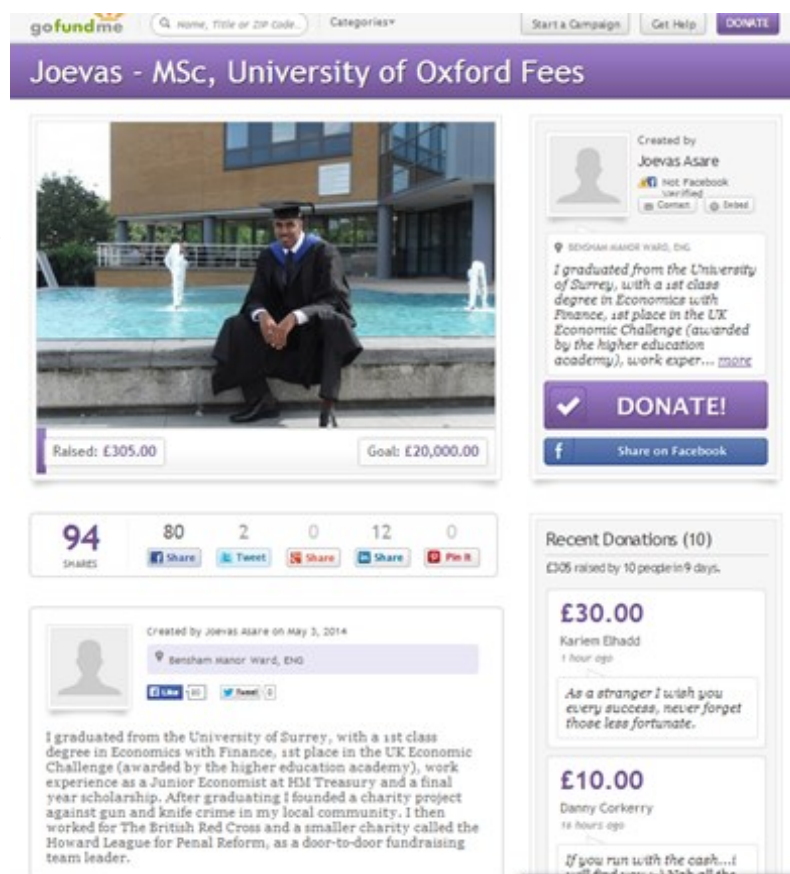 gofundme
Name, Title or ZIP Code..
Categories
Start a Campaign
Get Help
DONATE
Joevas - MSc, University of Oxford Fees
Raised: £305.00
Goal: £20,000.00
Created by
Joevas Asare
Not Facebook
verified
Contact
Embed
BENSHAM MANOR WARD, ENG
I graduated from the University
of Surrey, with a 1st class
degree in Economics with
Finance, 1st place in the UK
Economic Challenge (awarded
by the higher education
academy), work exper... more
DONATE!
f Share on Facebook
94
SHARES
80
Share
2
Tweet
0
Share
12
Share
0
Pin It
Created by Joevas Asare on May 3, 2014
Bensham Manor Ward, ENG
Like
Tweet 0
I graduated from the University of Surrey, with a 1st class
degree in Economics with Finance, 1st place in the UK Economic
Challenge (awarded by the higher education academy), work
experience as a Junior Economist at HM Treasury and a final
year scholarship. After graduating I founded a charity project
against gun and knife crime in my local community. I then
worked for The British Red Cross and a smaller charity called the
Howard League for Penal Reform, as a door-to-door fundraising
team leader.
Recent Donations (10)
£305 raised by 10 people in 9 days.
£30.00
Kariem Elhadd
1 hour ago
As a stranger I wish you
every success, never forget
those less fortunate.
£10.00
Danny Corkerry
16 hours ago
If you run with the cash...i